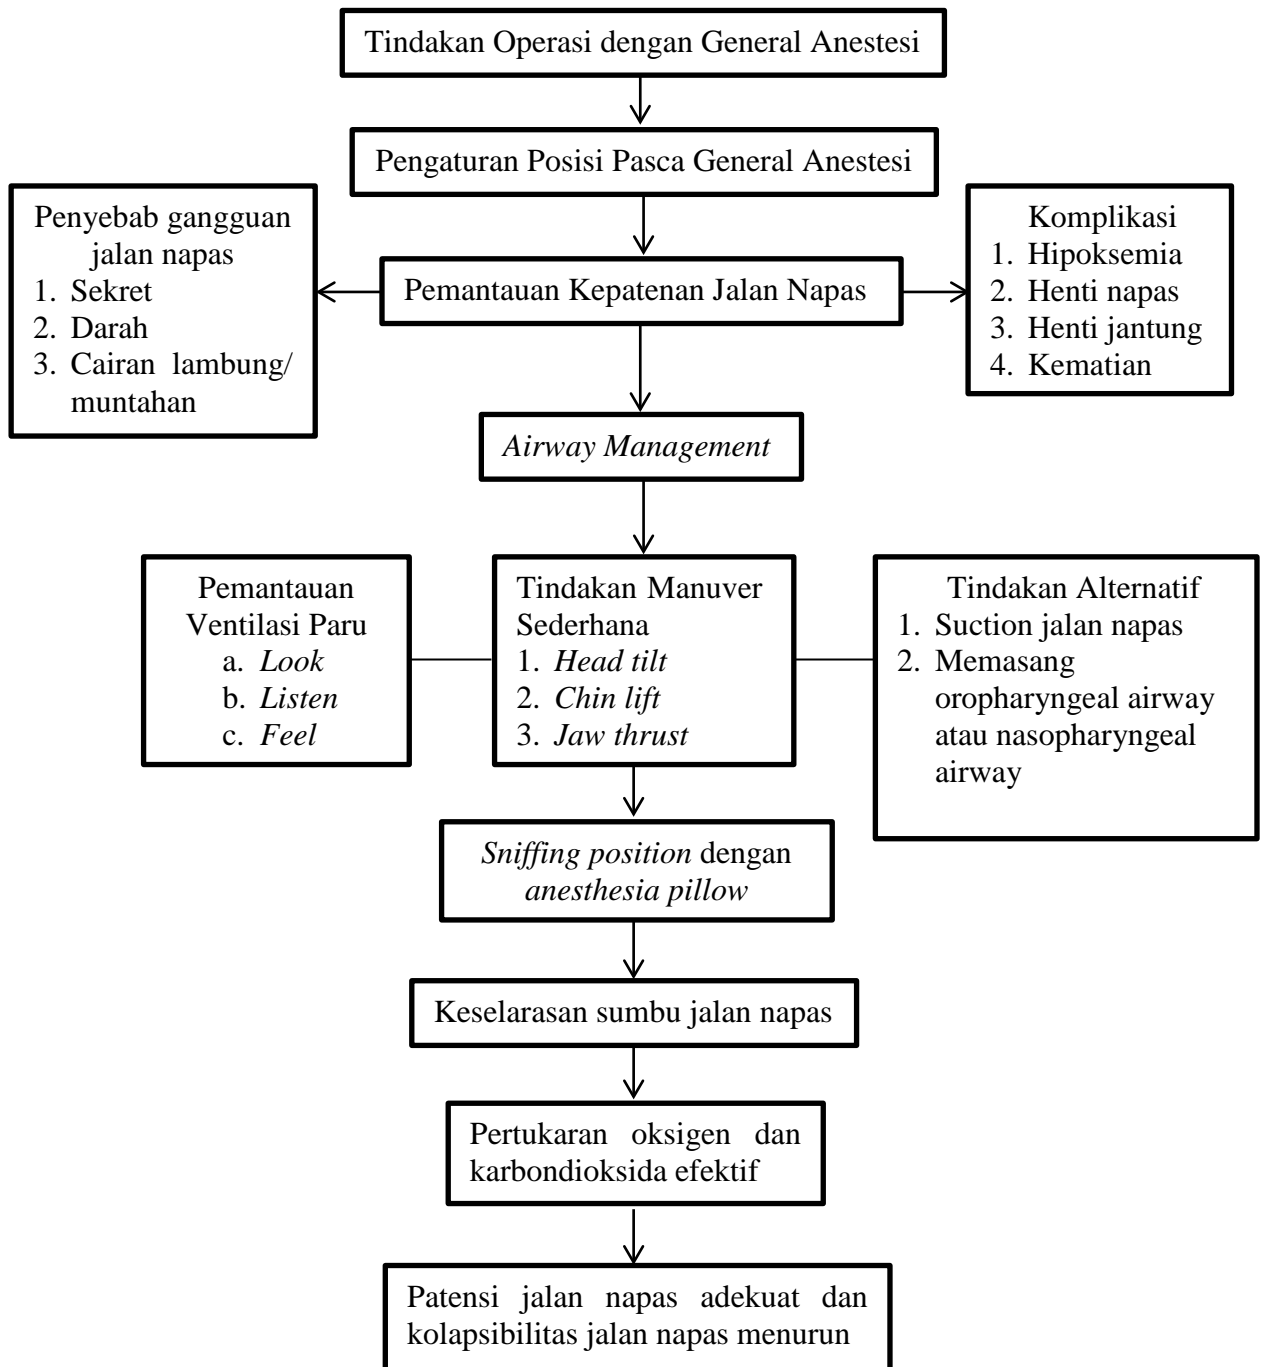 Tindakan Operasi dengan General Anestesi
Pengaturan Posisi Pasca General Anestesi
Penyebab gangguan
jalan napas
1. Sekret
2. Darah
3. Cairan lambung/
muntahan
Pemantauan Kepatenan Jalan Napas
Komplikasi
1. Hipoksemia
2. Henti napas
3. Henti jantung
4. Kematian
Airway Management
Pemantauan
Ventilasi Paru
a. Look
b. Listen
c. Feel
Tindakan Manuver
Sederhana
1. Head tilt
2. Chin lift
3. Jaw thrust
Tindakan Alternatif
1. Suction jalan napas
2. Memasang
oropharyngeal airway
atau nasopharyngeal
airway
Sniffing position dengan
anesthesia pillow
Keselarasan sumbu jalan napas
Pertukaran oksigen dan
karbondioksida efektif
Patensi jalan napas adekuat dan
kolapsibilitas jalan napas menurun